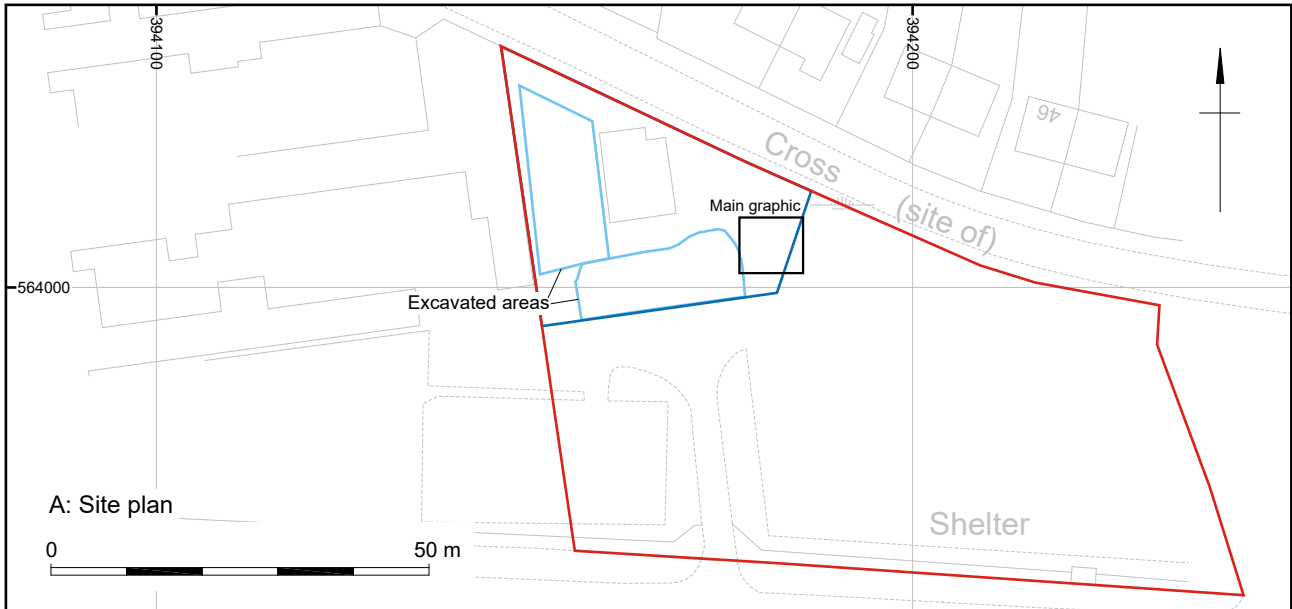 394100
394200
46
Cross
(site of)
Main graphic
564000
Excavated areas
A: Site plan
0 50 m
Shelter